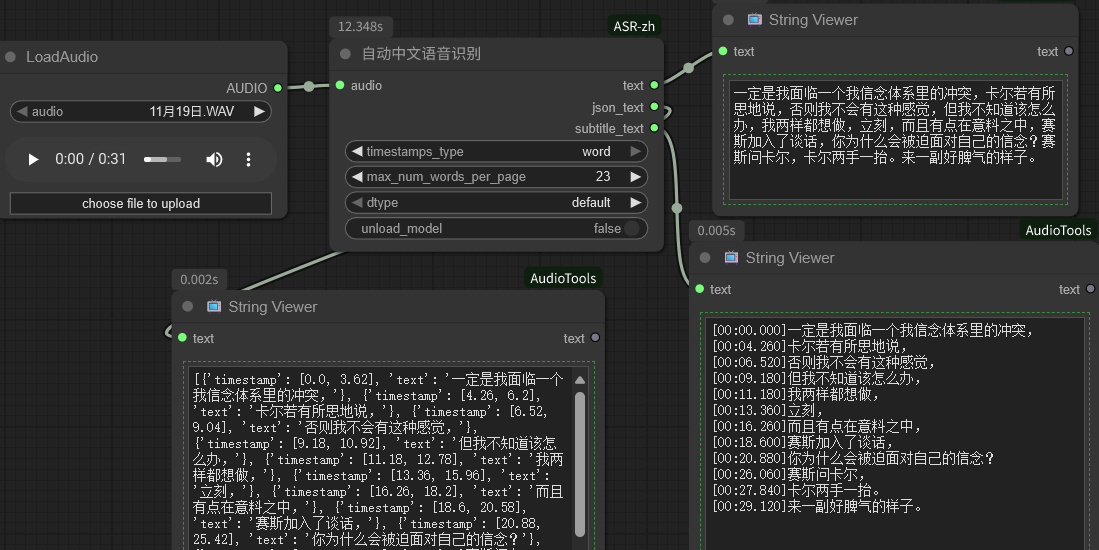 LoadAudio
AUDIO
audio 11月19日.WAV
0:00 / 0:31
choose file to upload
12.348s
ASR-zh
自动中文语音识别
audio
text
json_text
subtitle_text
timestamps_type word
max_num_words_per_page 23
dtype default
unload_model false
String Viewer
text text
一定是我面临一个我信念体系里的冲突，卡尔若有所
思地说，否则我不会有这种感觉，但我不知道该怎么
办，我两样都想做，立刻，而且有点在意料之中，赛
斯加入了谈话，你为什么会被迫面对自己的信念？赛
斯问卡尔，卡尔两手一抬。来一副好脾气的样子。
0.005s
AudioTools
String Viewer
text text
[00:00.000]一定是我面临一个我信念体系里的冲突，
[00:04.260]卡尔若有所思地说，
[00:06.520]否则我不会有这种感觉，
[00:09.180]但我不知道该怎么办，
[00:11.180]我两样都想做，
[00:13.360]立刻，
[00:16.260]而且有点在意料之中，
[00:18.600]赛斯加入了谈话，
[00:20.880]你为什么会被迫面对自己的信念？
[00:26.060]赛斯问卡尔，
[00:27.840]卡尔两手一抬。
[00:29.120]来一副好脾气的样子。
0.002s
AudioTools
String Viewer
text text
[{'timestamp': [0.0, 3.62], 'text': '一定是我面临一个
我信念体系里的冲突，'}, {'timestamp': [4.26, 6.2],
'text': '卡尔若有所思地说，'}, {'timestamp': [6.52,
9.04], 'text': '否则我不会有这种感觉，'},
{'timestamp': [9.18, 10.92], 'text': '但我不知道该怎
么办，'}, {'timestamp': [11.18, 12.78], 'text': '我两
样都想做，'}, {'timestamp': [13.36, 15.96], 'text':
'立刻，'}, {'timestamp': [16.26, 18.2], 'text': '而且
有点在意料之中，'}, {'timestamp': [18.6, 20.58],
'text': '赛斯加入了谈话，'}, {'timestamp': [20.88,
25.42], 'text': '你为什么会被迫面对自己的信念？'},